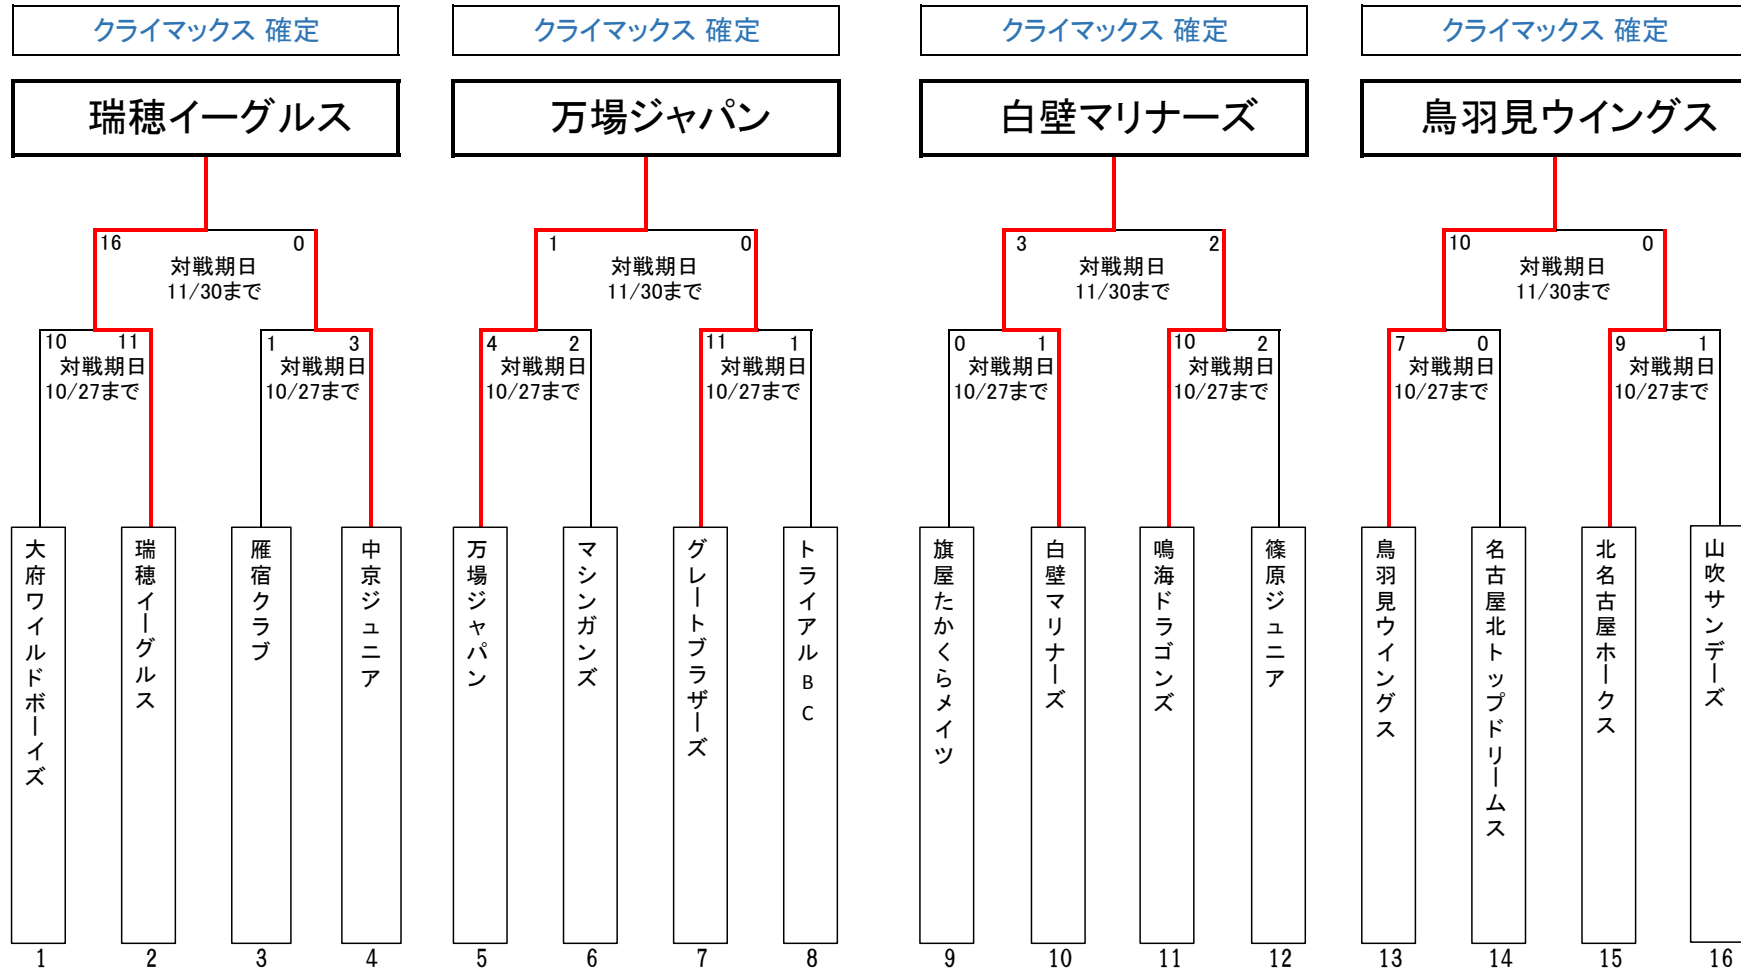 クライマックス 確定
クライマックス 確定
クライマックス 確定
クライマックス 確定
瑞穂イーグルス
万場ジャパン
白壁マリナーズ
鳥羽見ウイングス
16 0
対戦期日
11/30まで
1 0
対戦期日
11/30まで
3 2
対戦期日
11/30まで
10 0
対戦期日
11/30まで
10 11
対戦期日
10/27まで
1 3
対戦期日
10/27まで
4 2
対戦期日
10/27まで
11 1
対戦期日
10/27まで
0 1
対戦期日
10/27まで
10 2
対戦期日
10/27まで
7 0
対戦期日
10/27まで
9 1
対戦期日
10/27まで
大府ワイルドボーイズ
瑞穂イーグルス
雁宿クラブ
中京ジュニア
万場ジャパン
マシンガンズ
グレートブラザーズ
トライアルBC
旗屋たかくらメイツ
白壁マリナーズ
鳴海ドラゴンズ
篠原ジュニア
鳥羽見ウイングス
名古屋北トップドリームス
北名古屋ホークス
山吹サンデーズ
1 2 3 4 5 6 7 8 9 10 11 12 13 14 15 16